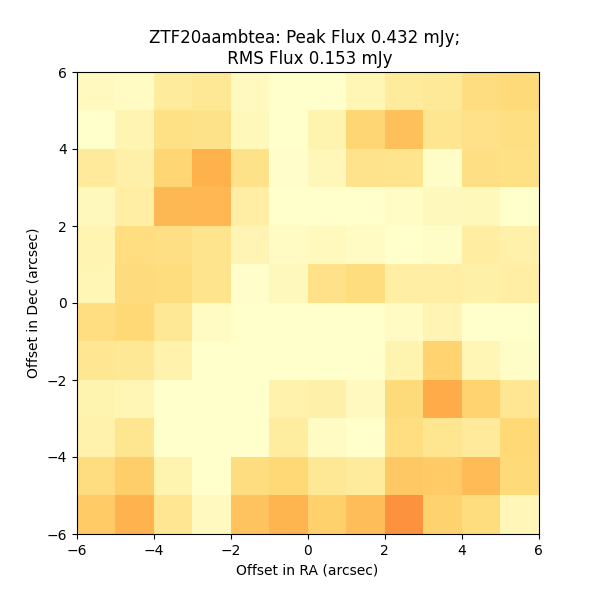 ZTF20aambtea: Peak Flux 0.432 mJy;
RMS Flux 0.153 mJy
6
4
2
0
−2
−4
−6
Offset in Dec (arcsec)
−6 −4 −2 0 2 4 6
Offset in RA (arcsec)